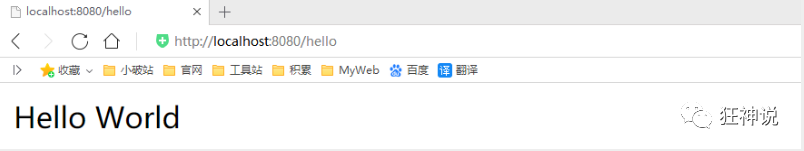 localhost:8080/hello
http://localhost:8080/hello
收藏 小破站 官网 工具站 积累 MyWeb 百度 译 翻译
Hello World
狂神说